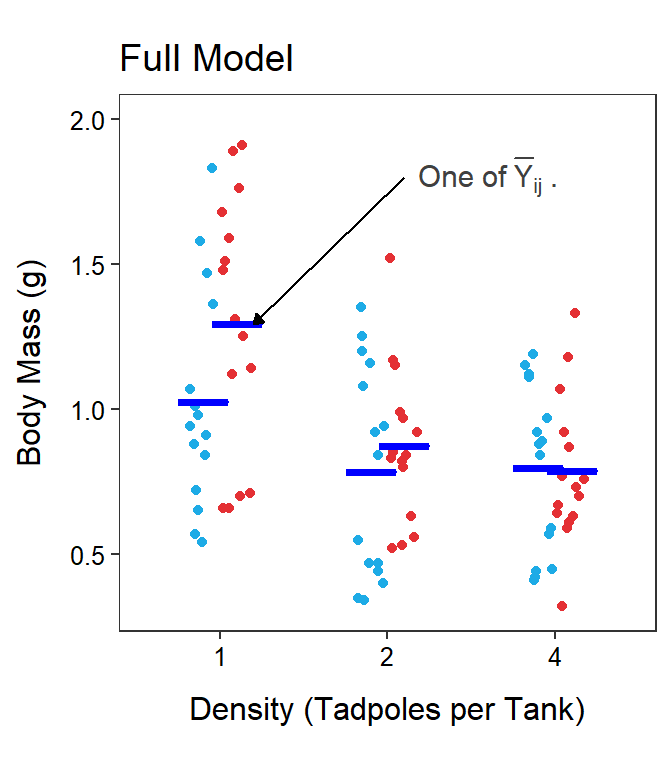 Full Model
2.0
1.5
1.0
0.5
Body Mass (g)
One of Y̅ij .
1 2 4
Density (Tadpoles per Tank)